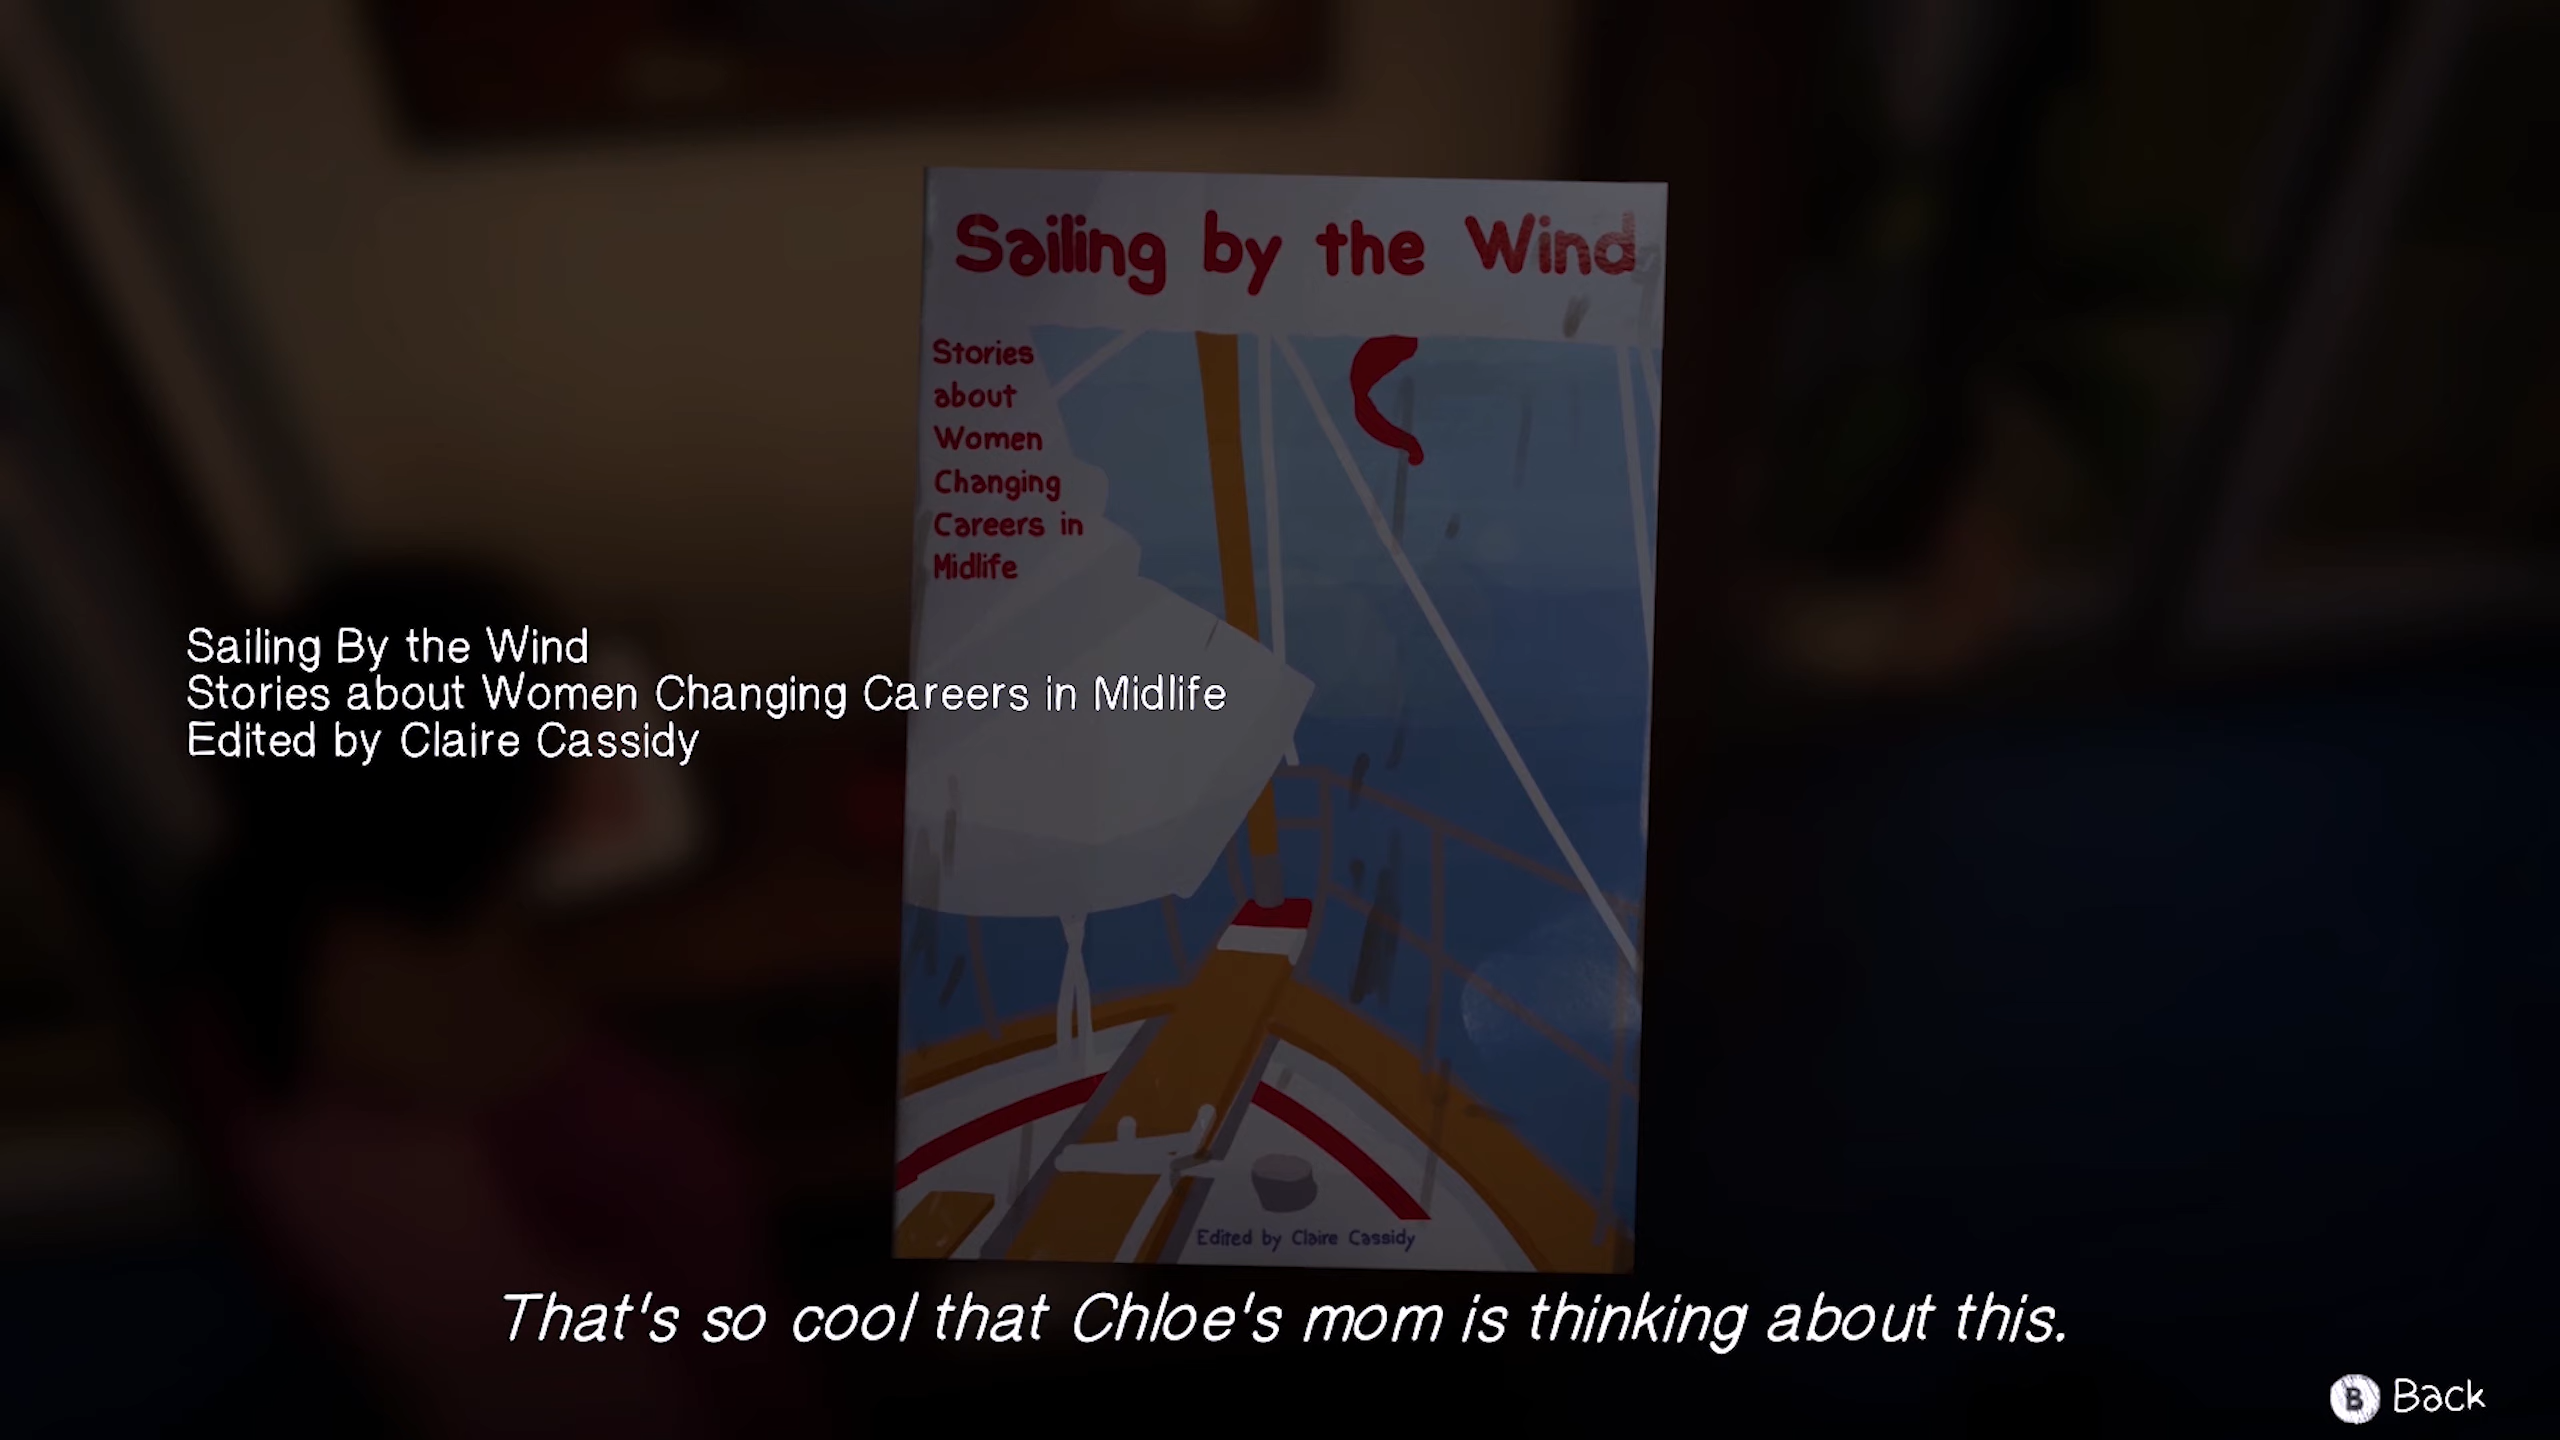 Sailing by the Wind
Stories
about
Women
Changing
Careers in
Midlife
Sailing By the Wind
Stories about Women Changing Careers in Midlife
Edited by Claire Cassidy
Edited by Claire Cassidy
That's so cool that Chloe's mom is thinking about this.
B Back